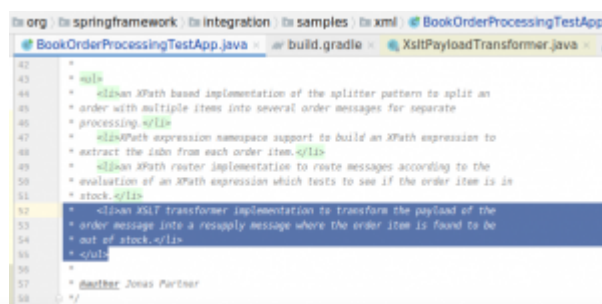 org springframework integration samples xml BookOrderProcessingTestApp
BookOrderProcessingTestApp.java × build.gradle × XsltPayloadTransformer.java ×
42 *
43 * <ul>
44 * <li>an XPath based implementation of the splitter pattern to split an
45 * order with multiple items into several order messages for separate
46 * processing.</li>
47 * <li>XPath expression namespace support to build an XPath expression to
48 * extract the isbn from each order item.</li>
49 * <li>an XPath router implementation to route messages according to the
50 * evaluation of an XPath expression which tests to see if the order item is in
51 * stock.</li>
52 * <li>an XSLT transformer implementation to transform the payload of the
53 * order message into a resupply message where the order item is found to be
54 * out of stock.</li>
55 * </ul>
56 *
57 * @author Jonas Partner
58 */